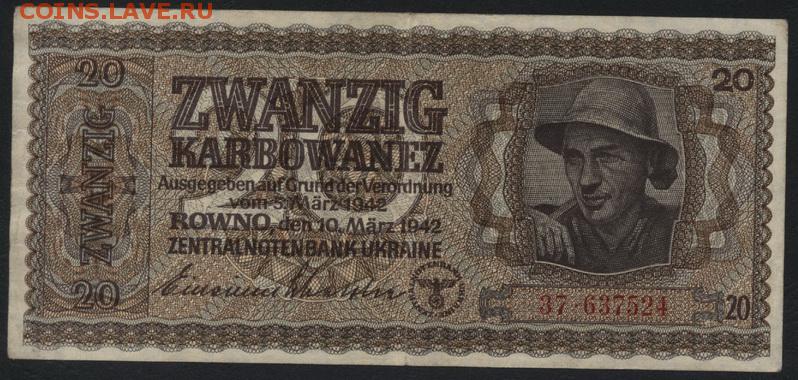 COINS.LAVE.RU
20
ZWANZIG
20
ZWANZIG
KARBOWANEZ
Ausgegeben auf Grund der Verordnung
vom 5. März 1942
ROWNO, den 10. März 1942
ZENTRALNOTENBANK UKRAINE
20
20
37·637524
20